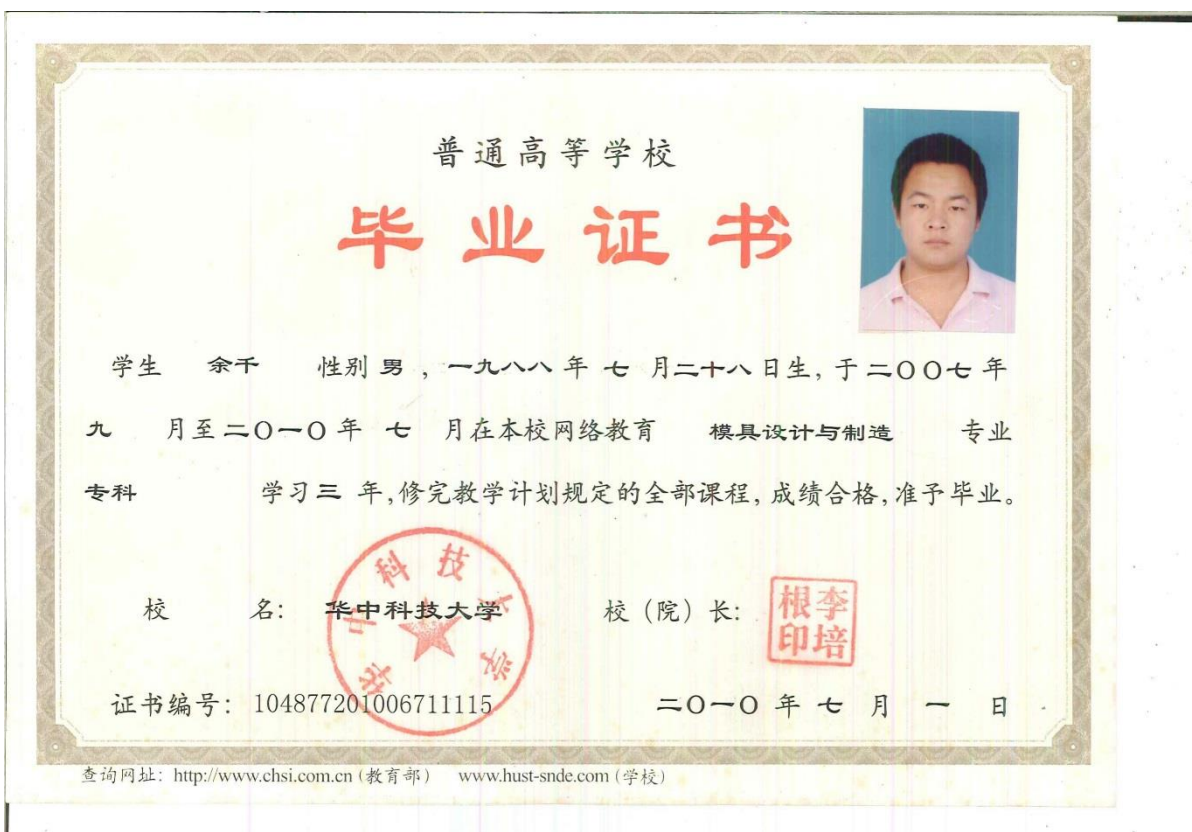 普通高等学校
毕业证书
学生 余千 性别 男 , 一九八八 年 七 月二十八日生, 于二〇〇七年
九 月至二〇一〇年 七 月在本校网络教育 模具设计与制造 专业
专科 学习三 年,修完教学计划规定的全部课程,成绩合格,准予毕业。
校 名: 华中科技大学 校(院)长:
华中科技大学
李培根印
证书编号: 104877201006711115 二〇一〇 年 七 月 一 日
查询网址: http://www.chsi.com.cn (教育部) www.hust-snde.com (学校)